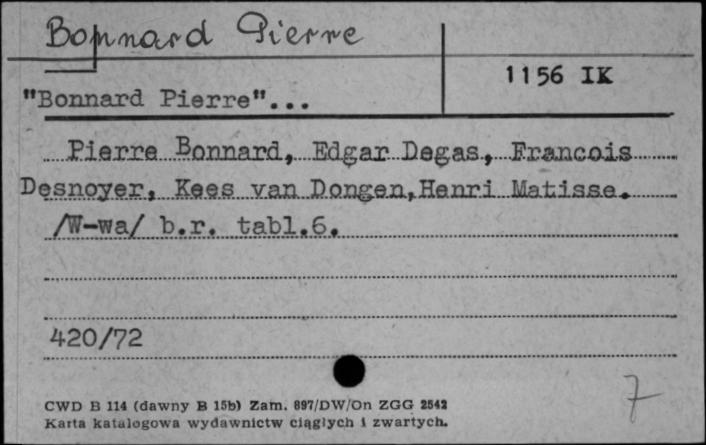 Bonnard Pierre
1156 IK
"Bonnard Pierre"...
Pierre Bonnard, Edgar Degas, Francois
Desnoyer, Kees van Dongen,Henri Matisse.
/W-wa/ b.r. tabl.6.
420/72
7
CWD B 114 (dawny B 15b) Zam. 897/DW/On ZGG 2542
Karta katalogowa wydawnictw ciągłych i zwartych.